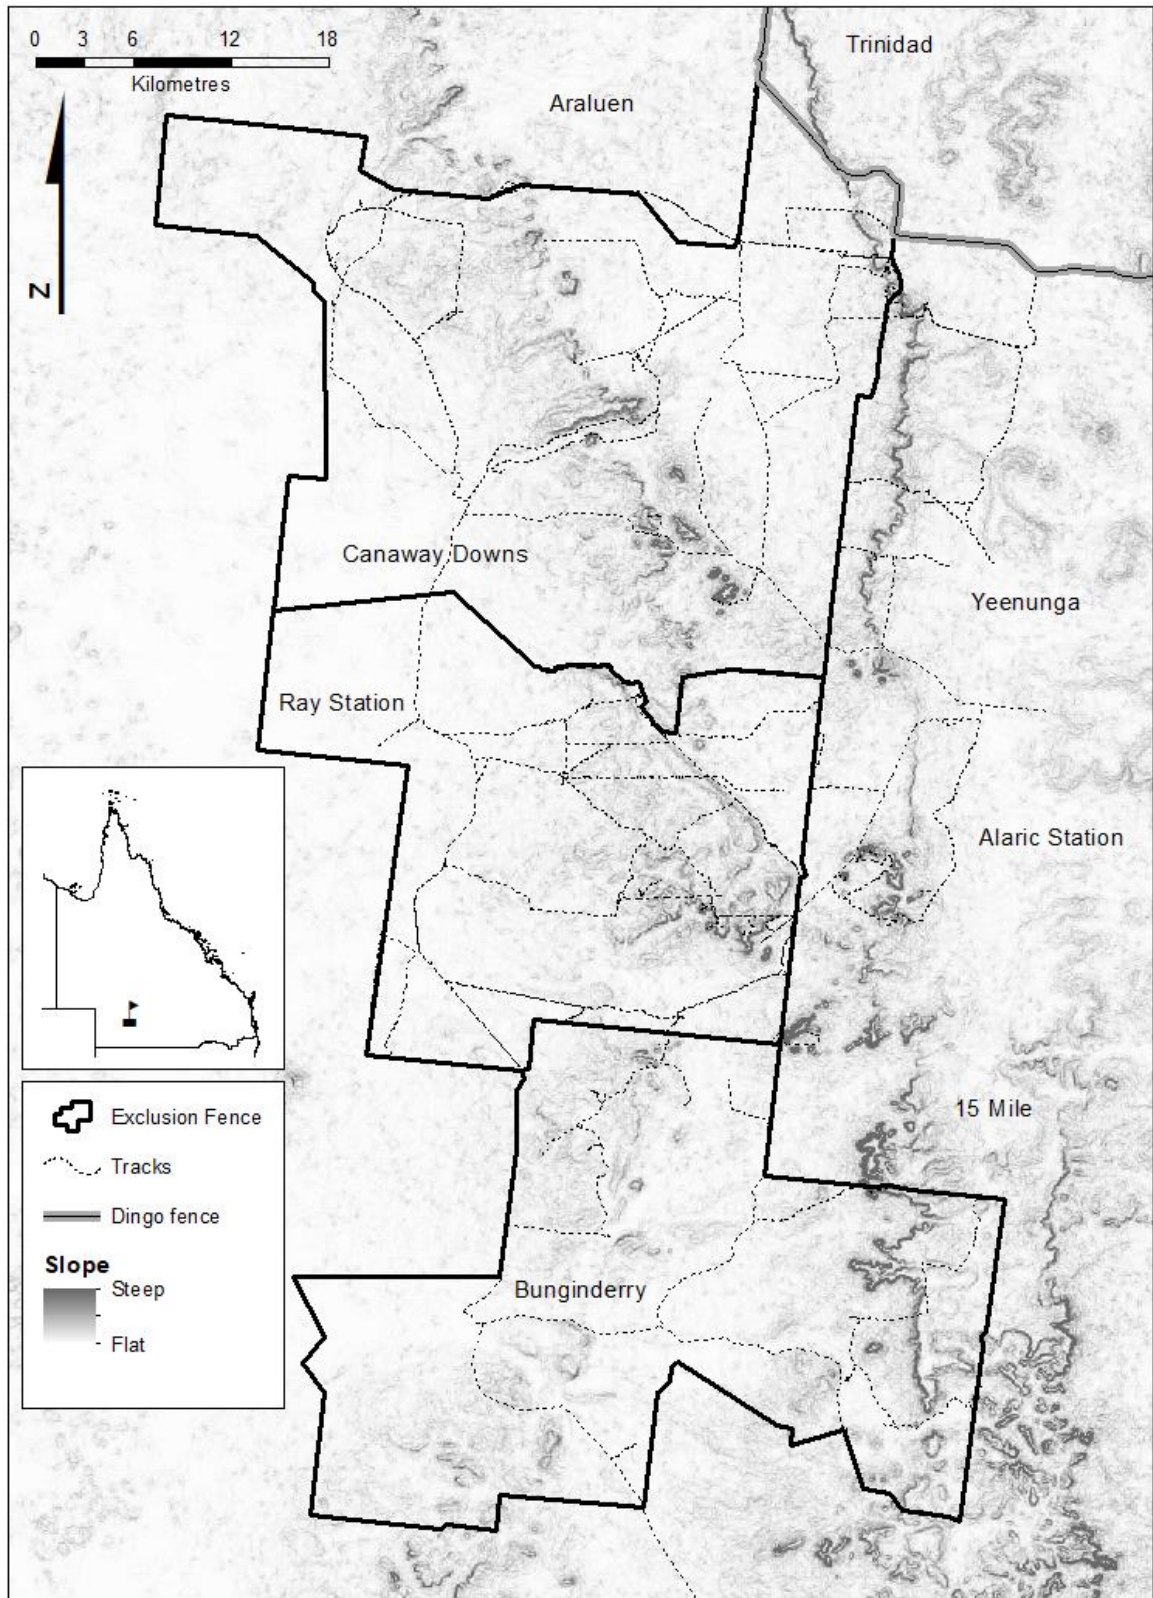 0 3 6 12 18
Kilometres
Trinidad
Araluen
N
Canaway Downs
Yeenunga
Ray Station
Alaric Station
15 Mile
Exclusion Fence
Tracks
Dingo fence
Slope
Steep
Flat
Bunginderry